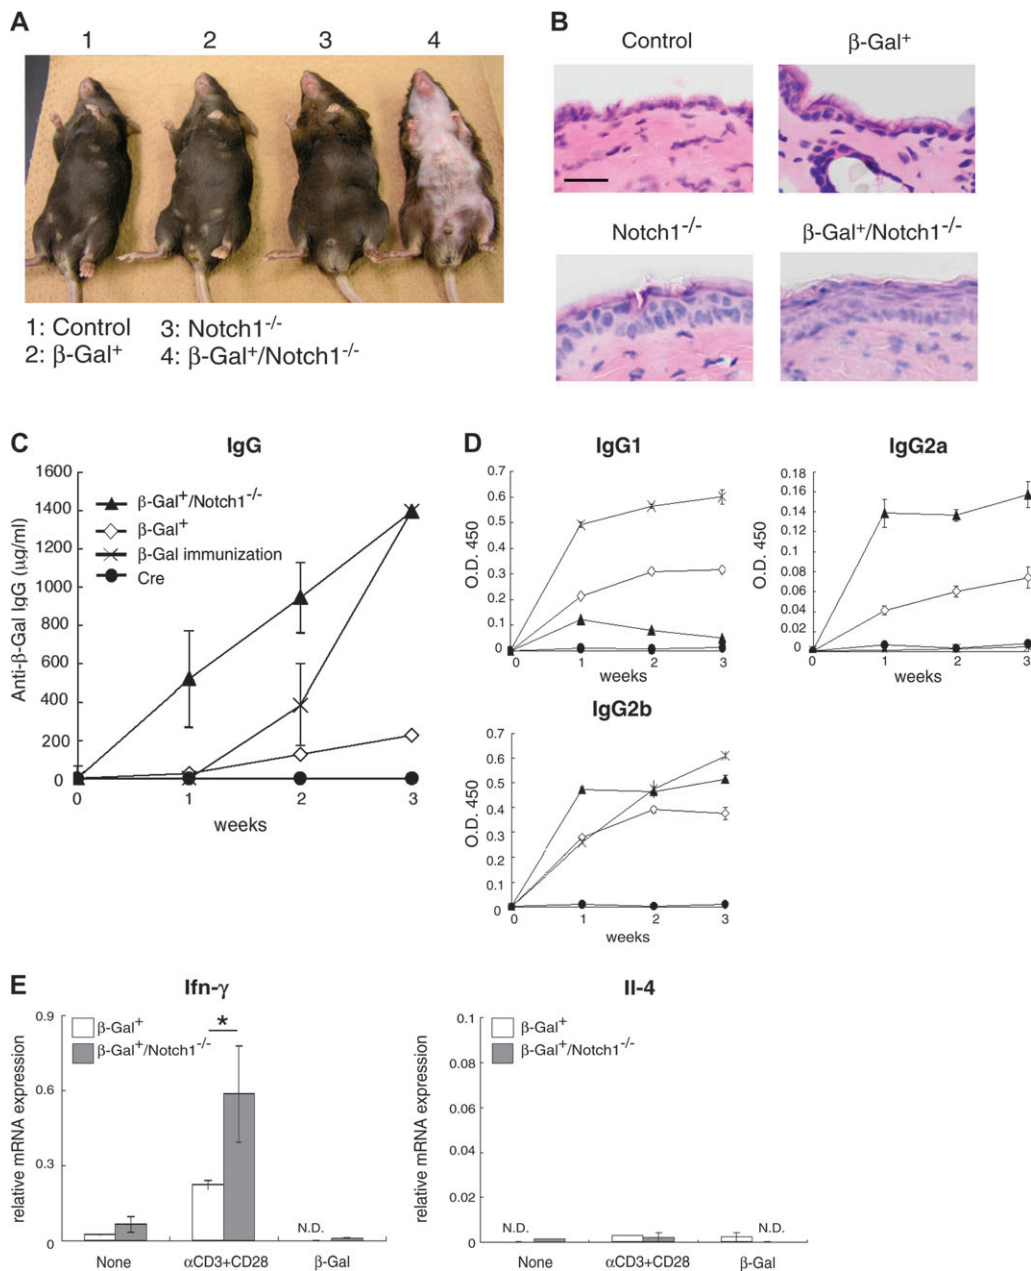 A
1 2 3 4
1: Control 3: Notch1-/-
2: β-Gal+ 4: β-Gal+/Notch1-/-
B
Control β-Gal+
Notch1-/- β-Gal+/Notch1-/-
C
IgG
Anti-β-Gal IgG (μg/ml)
1600
1400
1200
1000
800
600
400
200
0
β-Gal+/Notch1-/-
β-Gal+
β-Gal immunization
Cre
0 1 2 3
weeks
D
IgG1
O.D. 450
0.7
0.6
0.5
0.4
0.3
0.2
0.1
0
0 1 2 3
weeks
IgG2a
O.D. 450
0.18
0.16
0.14
0.12
0.1
0.08
0.06
0.04
0.02
0
0 1 2 3
weeks
IgG2b
O.D. 450
0.7
0.6
0.5
0.4
0.3
0.2
0.1
0
0 1 2 3
weeks
E
Ifn-γ
relative mRNA expression
0.9
0.6
0.3
0
β-Gal+
β-Gal+/Notch1-/-
*
N.D.
None αCD3+CD28 β-Gal
Il-4
relative mRNA expression
0.1
0.08
0.06
0.04
0.02
0
β-Gal+
β-Gal+/Notch1-/-
N.D. N.D.
None αCD3+CD28 β-Gal